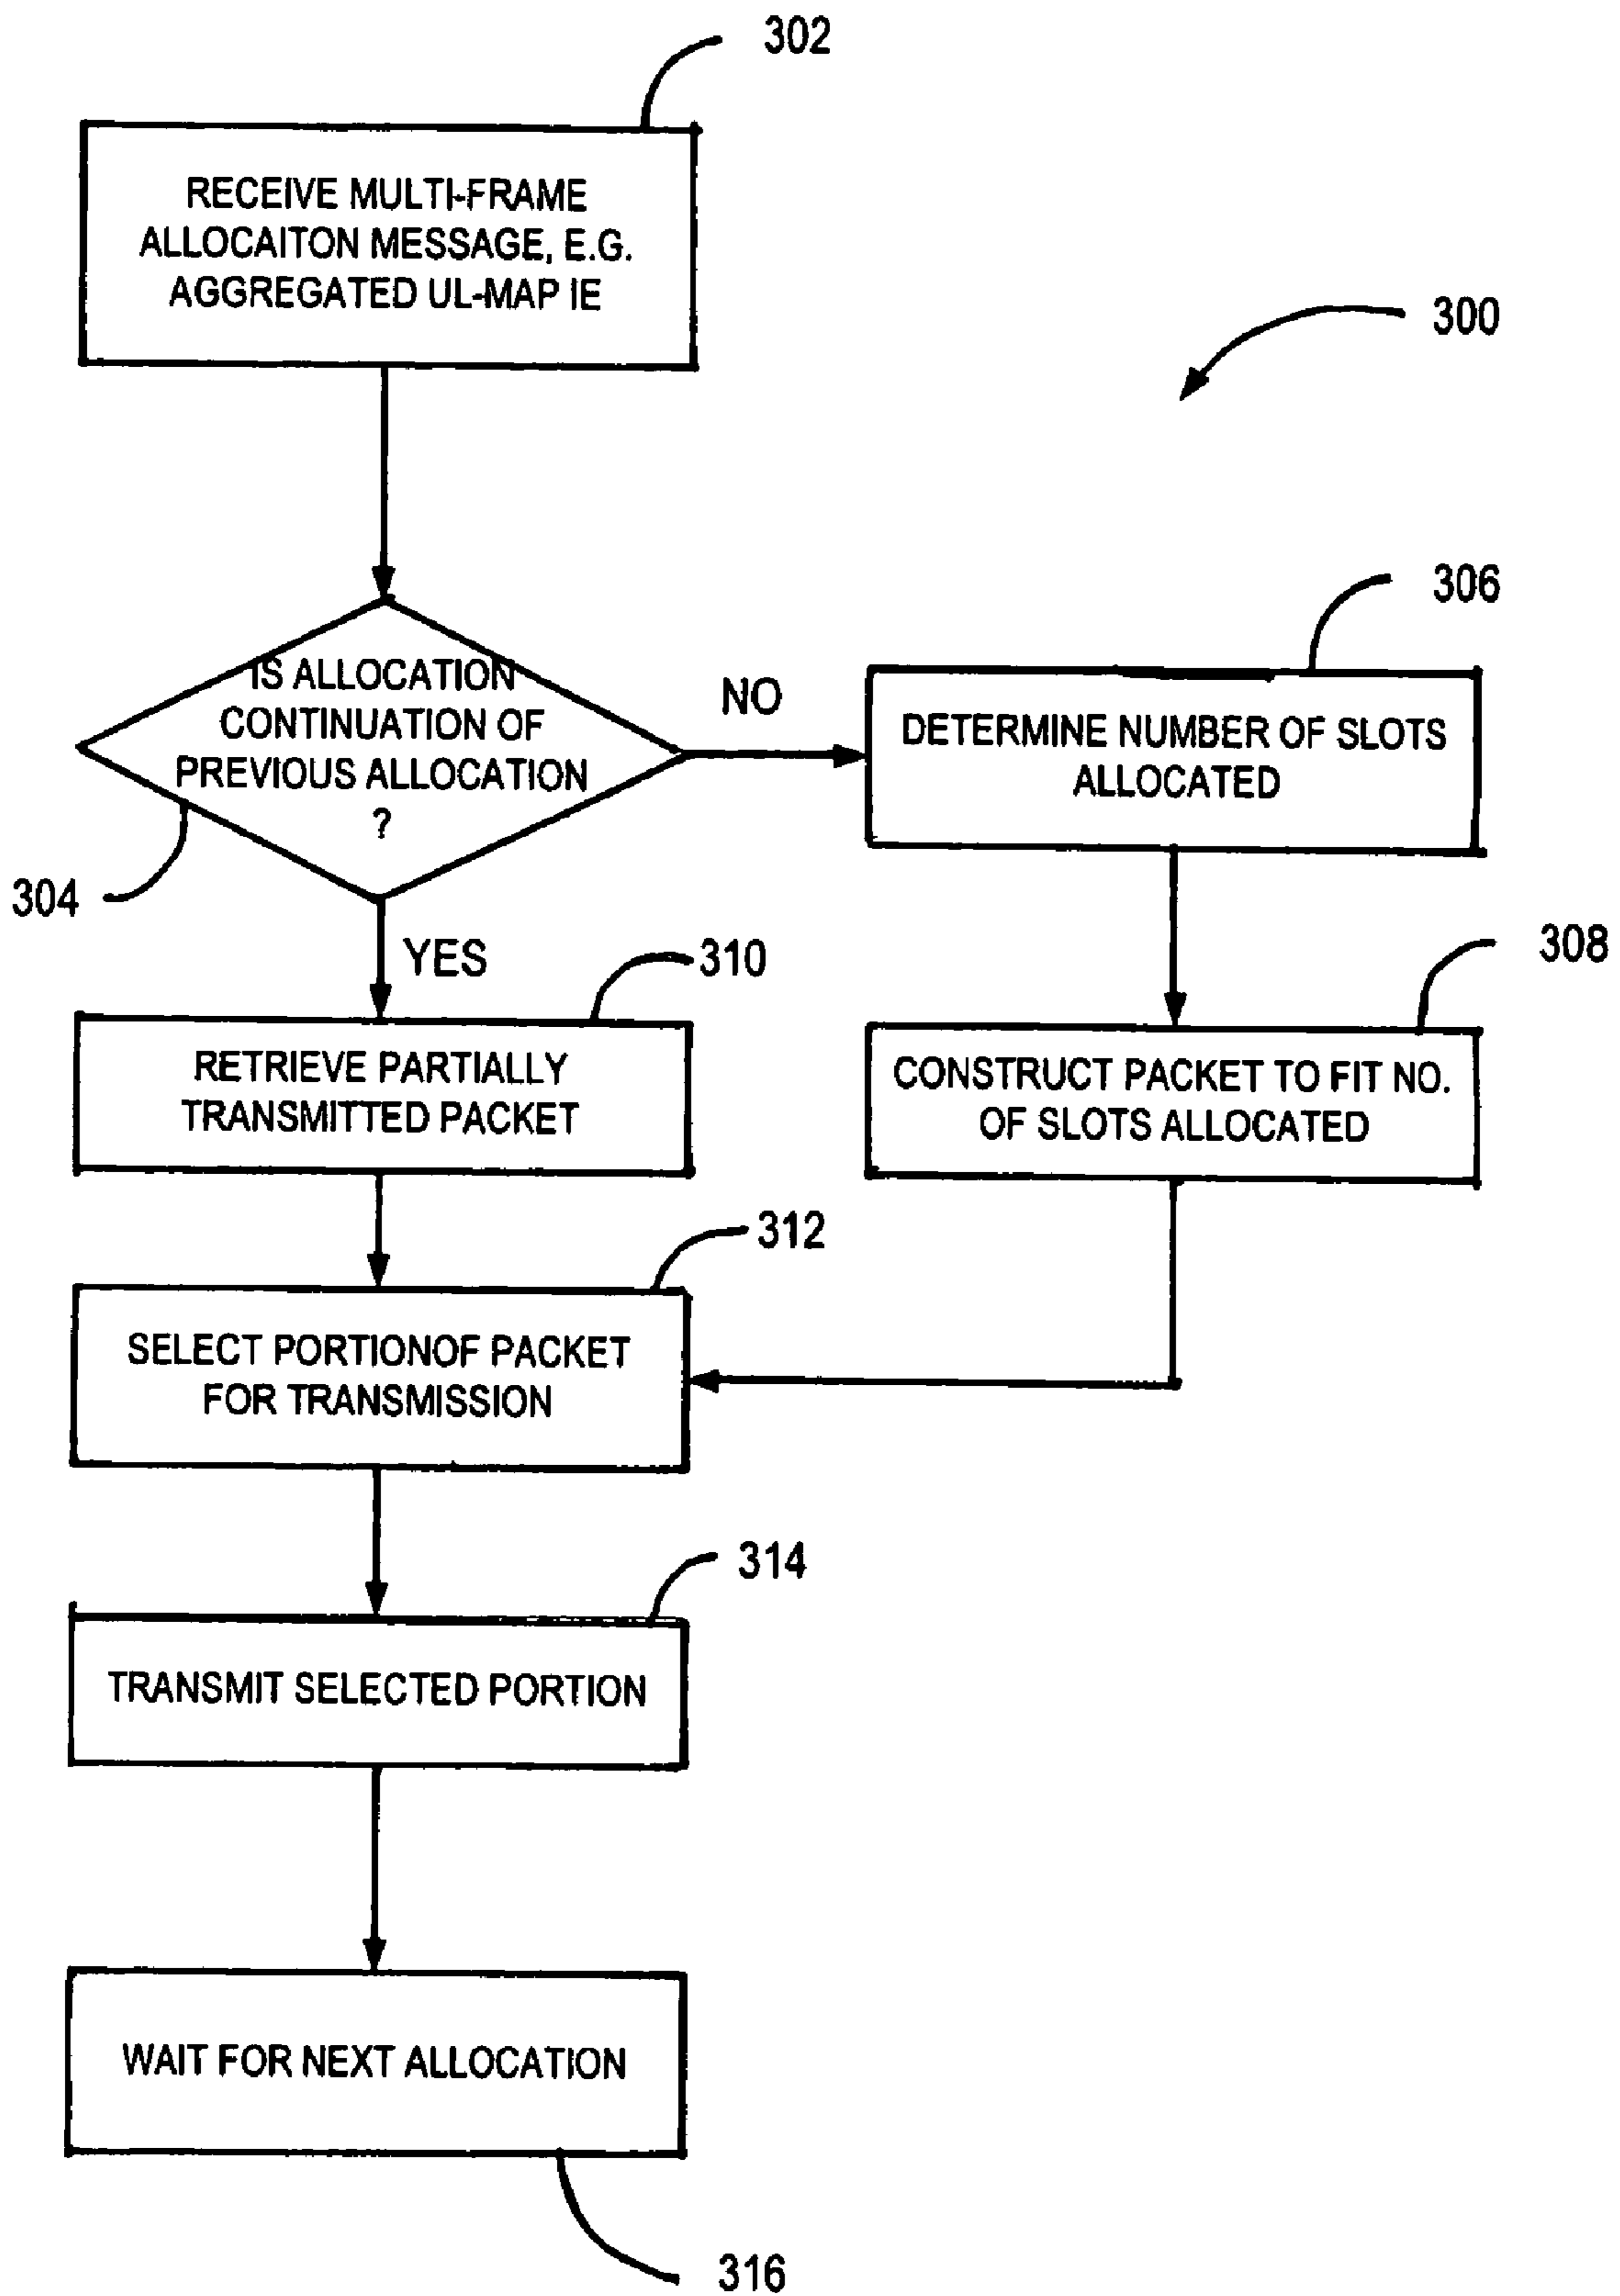 302
RECEIVE MULTI-FRAME
ALLOCAITON MESSAGE, E.G.
AGGREGATED UL-MAP IE
300
IS ALLOCATION
CONTINUATION OF
PREVIOUS ALLOCATION
?
304
NO
306
DETERMINE NUMBER OF SLOTS
ALLOCATED
YES
308
CONSTRUCT PACKET TO FIT NO.
OF SLOTS ALLOCATED
310
RETRIEVE PARTIALLY
TRANSMITTED PACKET
312
SELECT PORTIONOF PACKET
FOR TRANSMISSION
314
TRANSMIT SELECTED PORTION
WAIT FOR NEXT ALLOCATION
316